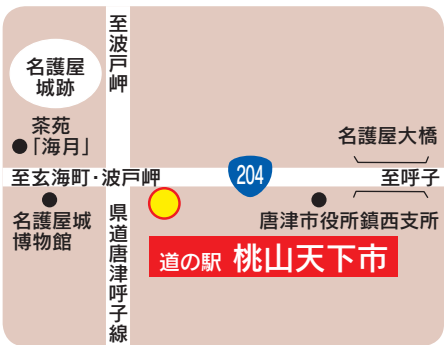 至波戸岬
名護屋
城跡
茶苑
「海月」
名護屋大橋
至玄海町・波戸岬
204
至呼子
名護屋城
博物館
県道唐津呼子線
唐津市役所鎮西支所
道の駅 桃山天下市